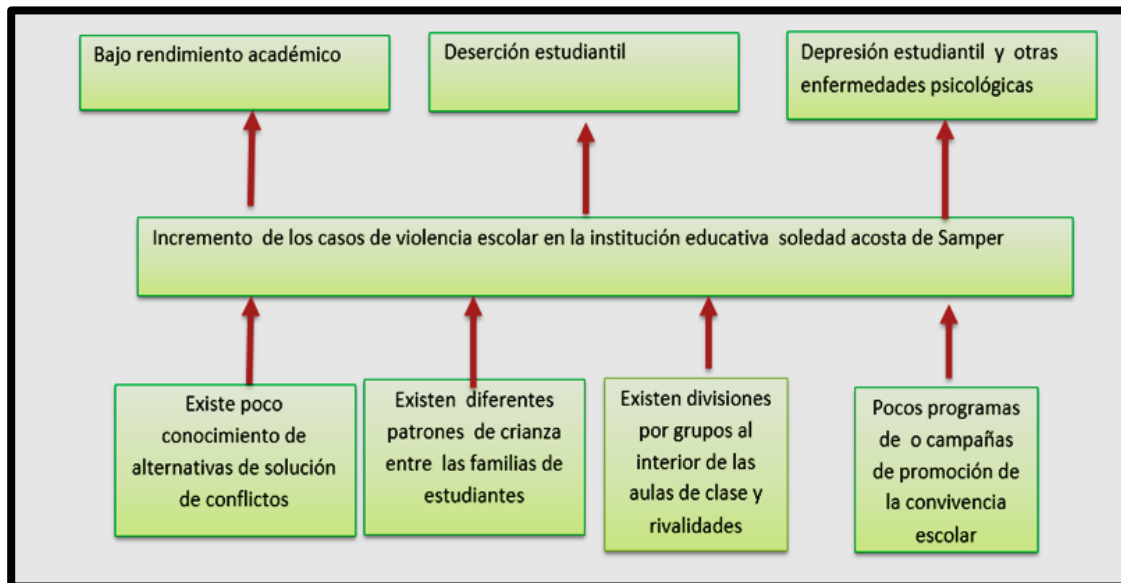 Bajo rendimiento académico
Deserción estudiantil
Depresión estudiantil y otras
enfermedades psicológicas
Incremento de los casos de violencia escolar en la institución educativa soledad acosta de Samper
Existe poco
conocimiento de
alternativas de solución
de conflictos
Existen diferentes
patrones de crianza
entre las familias de
estudiantes
Existen divisiones
por grupos al
interior de las
aulas de clase y
rivalidades
Pocos programas
de o campañas
de promoción de
la convivencia
escolar